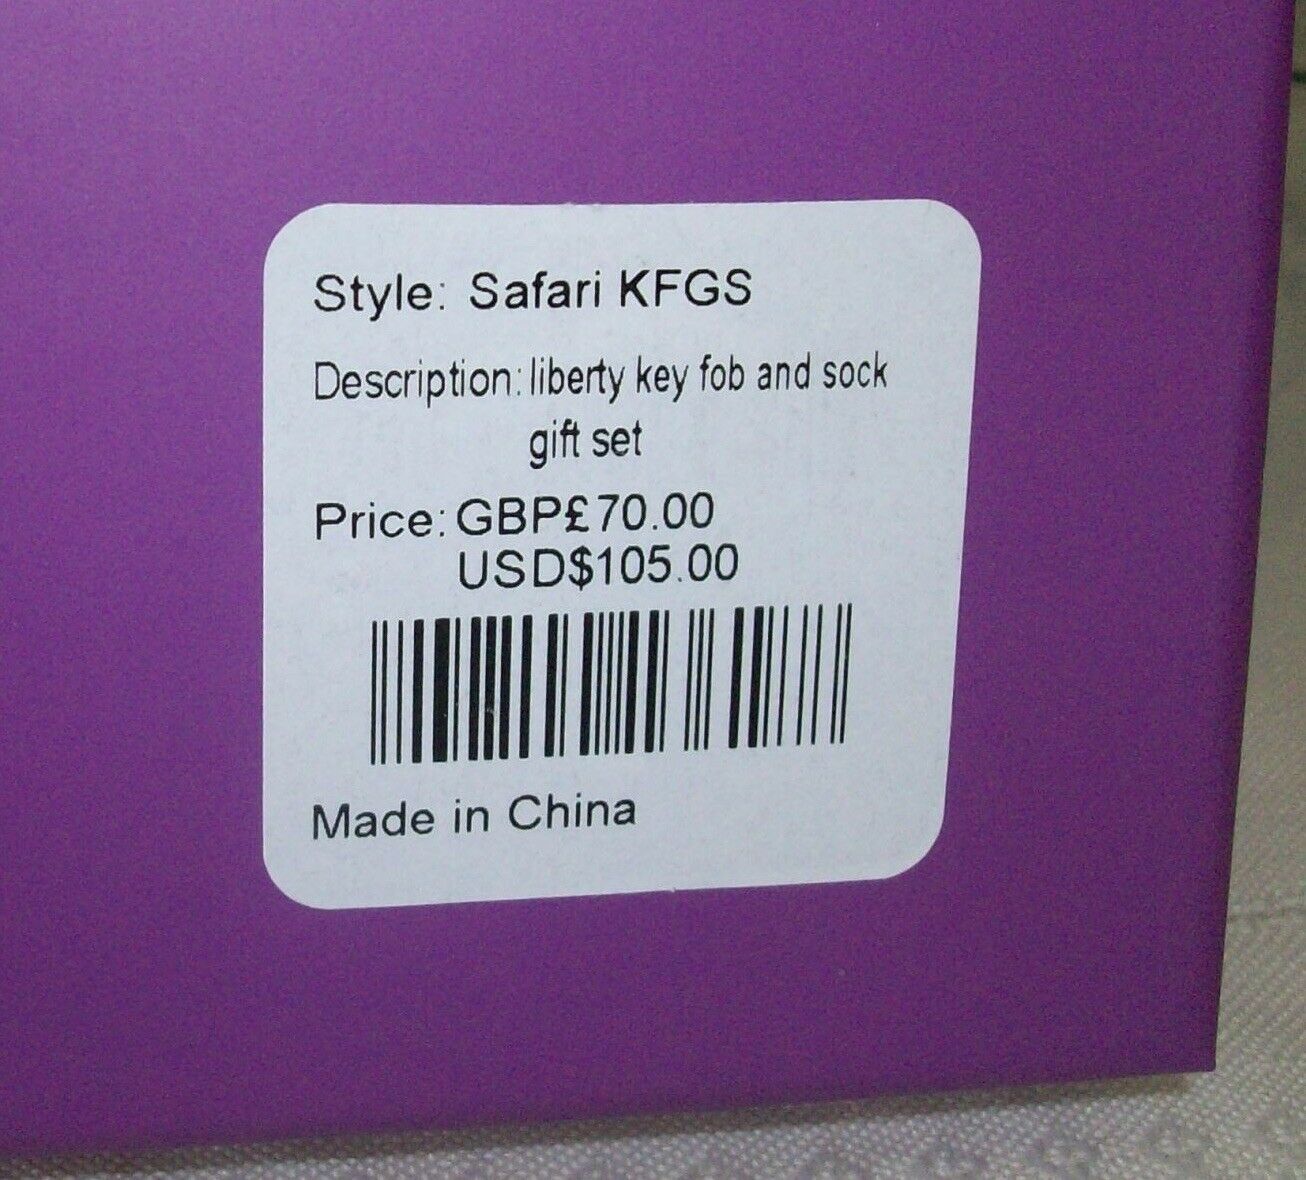 Style: Safari KFGS
Description: liberty key fob and sock
gift set
Price: GBP£70.00
USD$105.00
Made in China